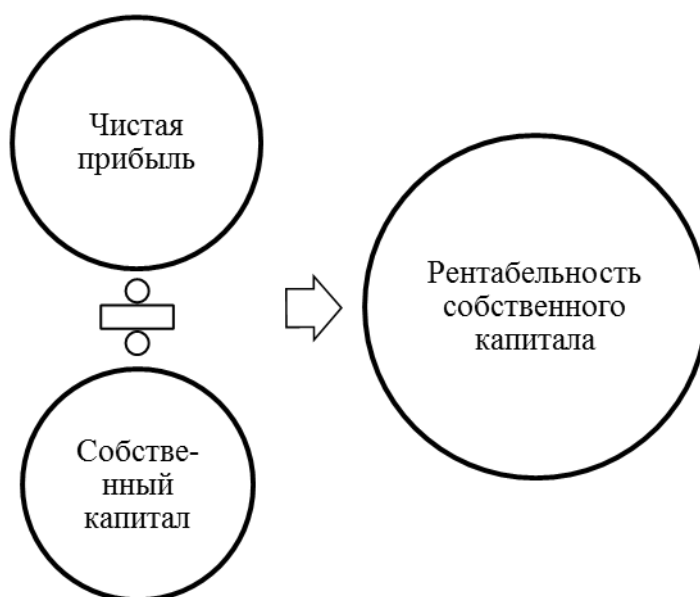 Чистая
прибыль
Собстве-
нный
капитал
Рентабельность
собственного
капитала